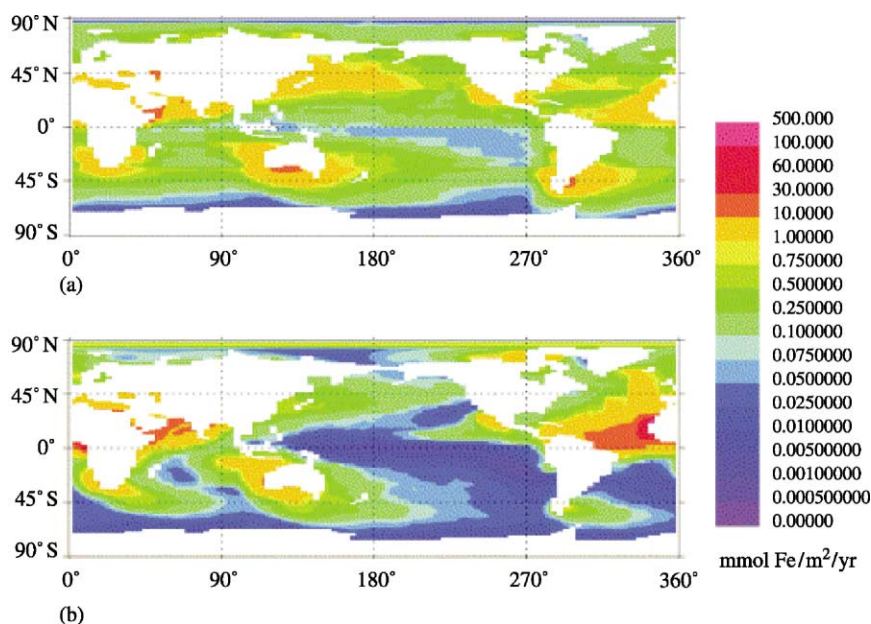 90° N
45° N
0°
45° S
90° S
0°
90°
180°
270°
360°
(a)
90° N
45° N
0°
45° S
90° S
0°
90°
180°
270°
360°
(b)
500.000
100.000
60.0000
30.0000
10.0000
1.00000
0.750000
0.500000
0.250000
0.100000
0.0750000
0.0500000
0.0250000
0.0100000
0.00500000
0.00100000
0.000500000
0.00000
mmol Fe/m²/yr